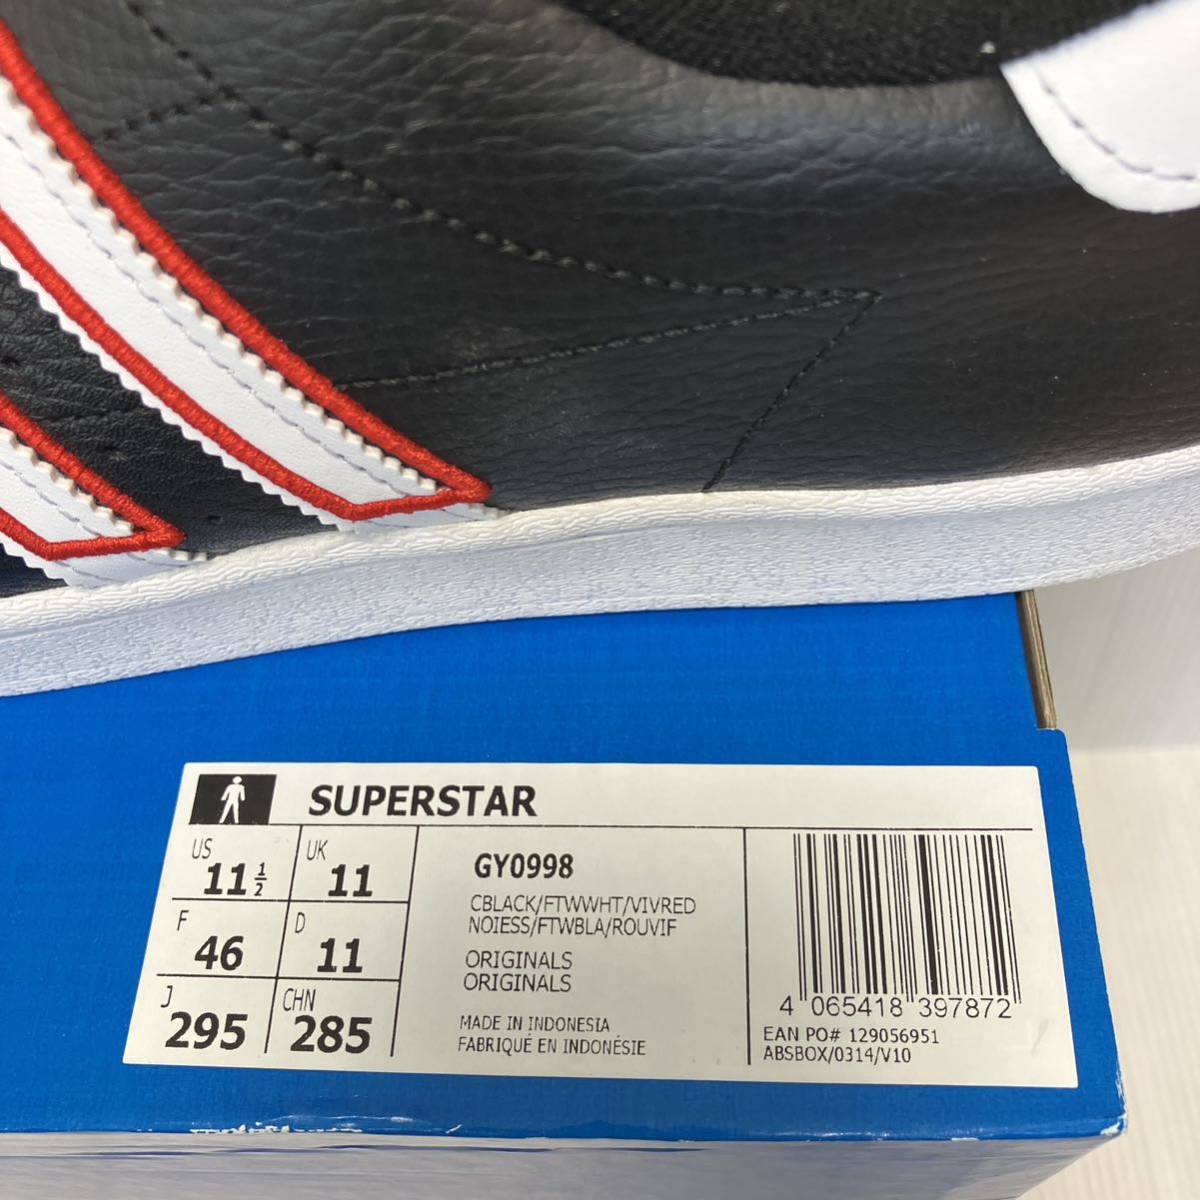 SUPERSTAR
US 11 1/2
UK 11
F 46
D 11
J 295
CHN 285
GY0998
CBLACK/FTWWHT/VIVRED
NOIESS/FTWBLA/ROUVIF
ORIGINALS
ORIGINALS
MADE IN INDONESIA
FABRIQUÉ EN INDONÉSIE
4 065418 397872
EAN PO# 129056951
ABSBOX/0314/V10